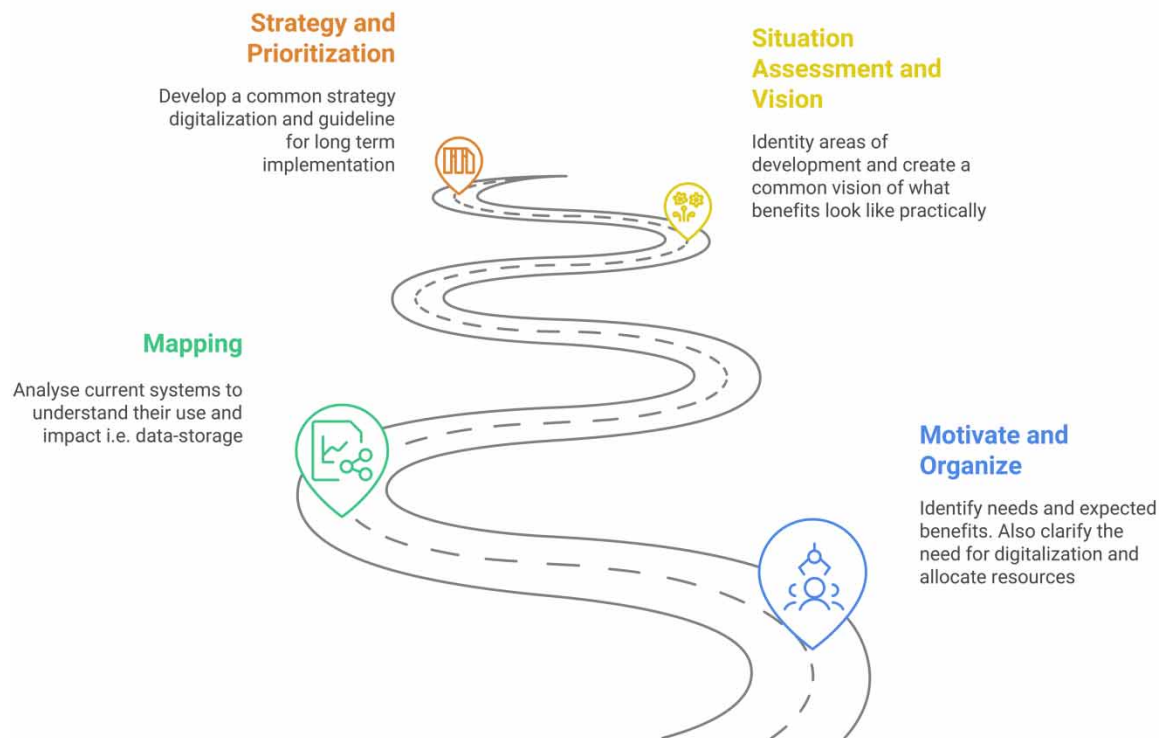 Strategy and
Prioritization
Develop a common strategy
digitalization and guideline
for long term
implementation
Situation
Assessment and
Vision
Identity areas of
development and create a
common vision of what
benefits look like practically
Mapping
Analyse current systems to
understand their use and
impact i.e. data-storage
Motivate and
Organize
Identify needs and expected
benefits. Also clarify the
need for digitalization and
allocate resources